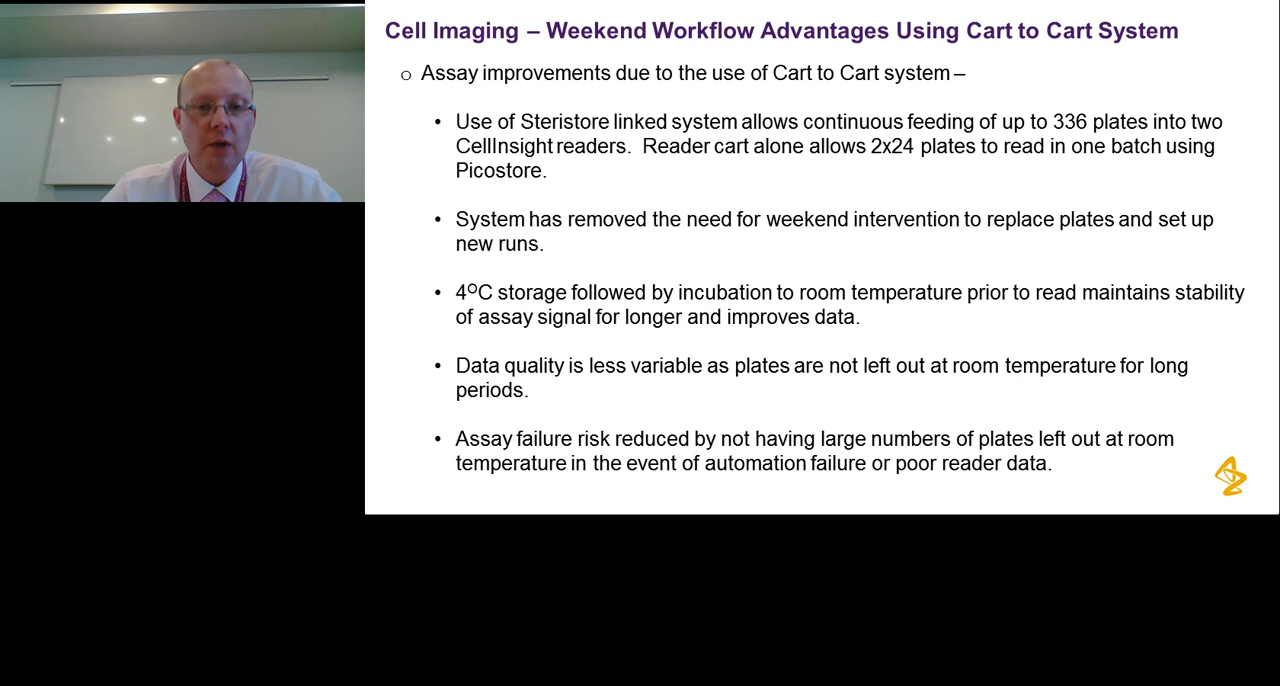 Cell Imaging – Weekend Workflow Advantages Using Cart to Cart System
o Assay improvements due to the use of Cart to Cart system –
• Use of Steristore linked system allows continuous feeding of up to 336 plates into two
CellInsight readers.  Reader cart alone allows 2x24 plates to read in one batch using
Picostore.
• System has removed the need for weekend intervention to replace plates and set up
new runs.
• 4ᴼC storage followed by incubation to room temperature prior to read maintains stability
of assay signal for longer and improves data.
• Data quality is less variable as plates are not left out at room temperature for long
periods.
• Assay failure risk reduced by not having large numbers of plates left out at room
temperature in the event of automation failure or poor reader data.